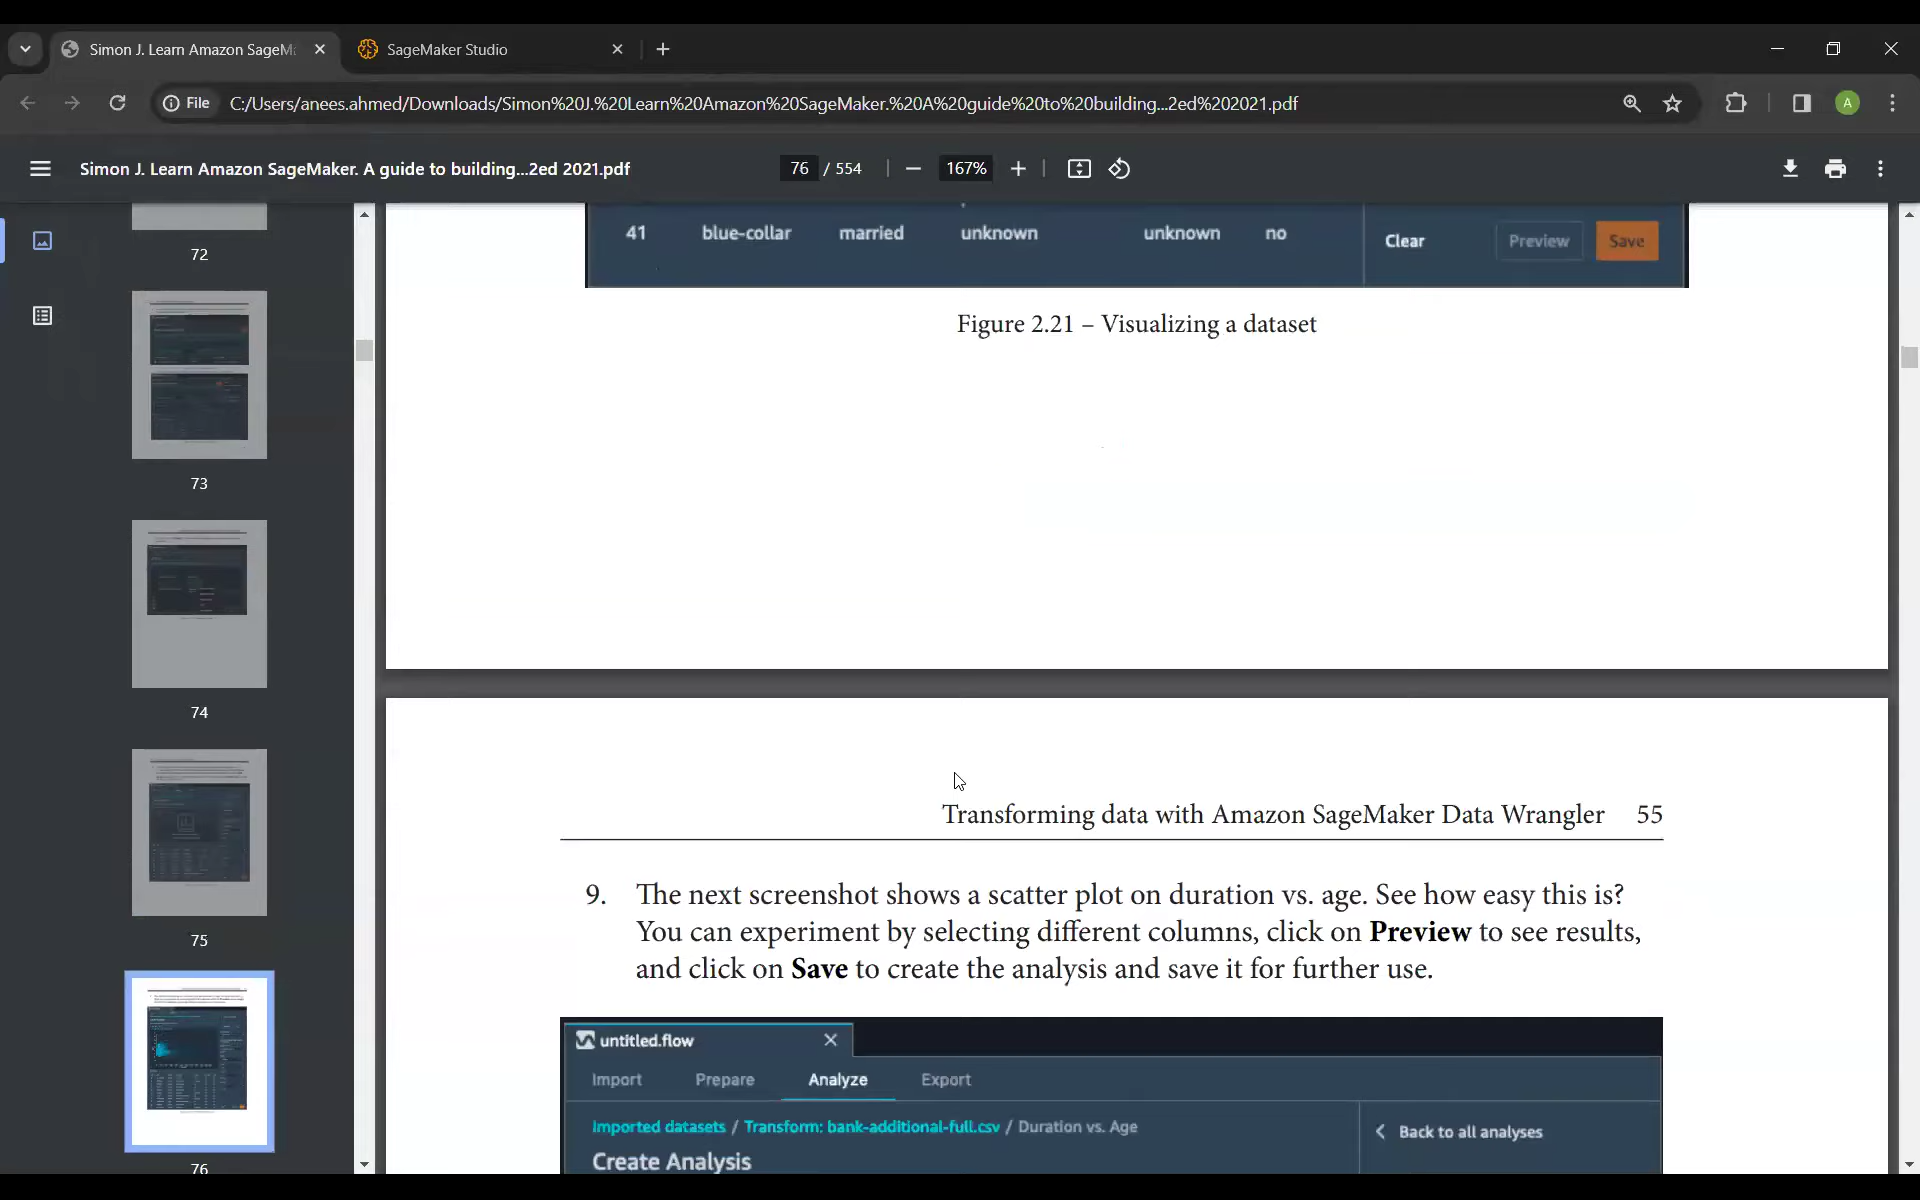 Simon J. Learn Amazon SageMa
SageMaker Studio
File
C:/Users/anees.ahmed/Downloads/Simon%20J.%20Learn%20Amazon%20SageMaker.%20A%20guide%20to%20building...2ed%202021.pdf
A
Simon J. Learn Amazon SageMaker. A guide to building...2ed 2021.pdf
76 / 554
167%
72
73
74
75
76
41 blue-collar married unknown unknown no
Clear Preview Save
Figure 2.21 – Visualizing a dataset
Transforming data with Amazon SageMaker Data Wrangler 55
9. The next screenshot shows a scatter plot on duration vs. age. See how easy this is?
You can experiment by selecting different columns, click on Preview to see results,
and click on Save to create the analysis and save it for further use.
untitled.flow
Import Prepare Analyze Export
Imported datasets / Transform: bank-additional-full.csv / Duration vs. Age
Back to all analyses
Create Analysis